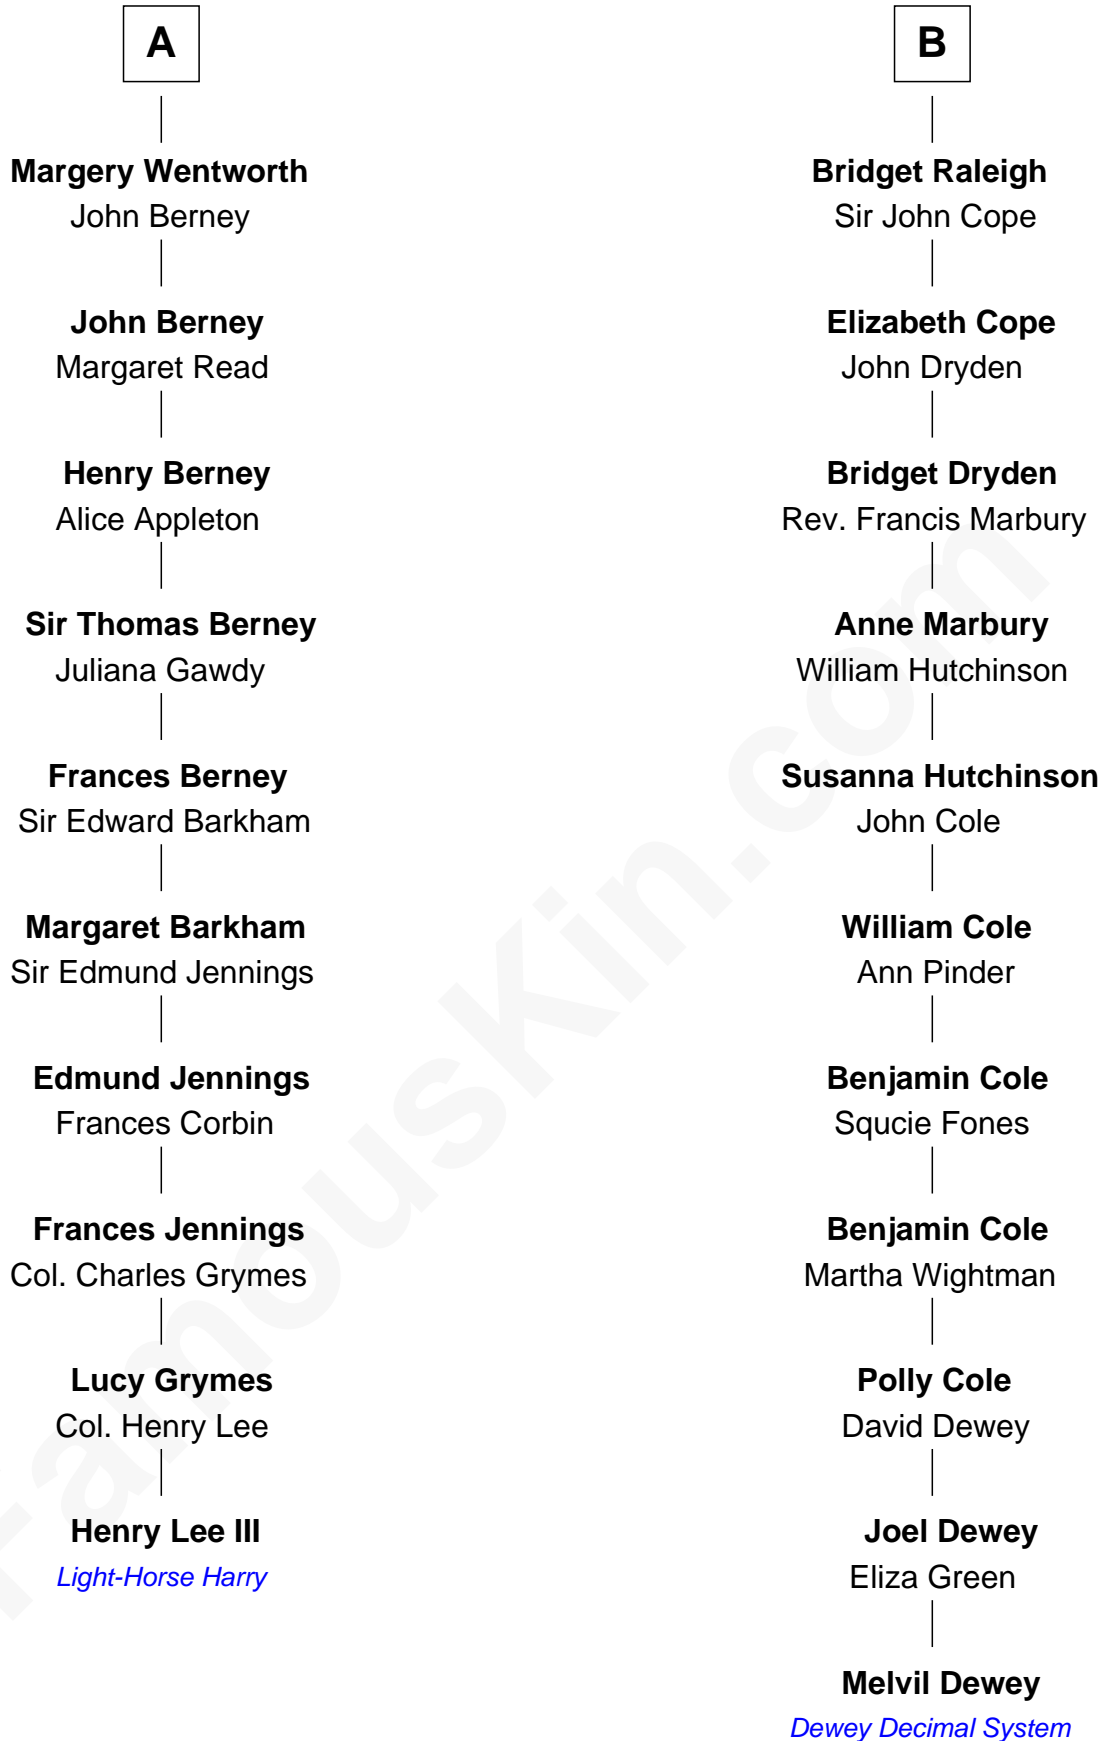 A
Margery Wentworth
John Berney
John Berney
Margaret Read
Henry Berney
Alice Appleton
Sir Thomas Berney
Juliana Gawdy
Frances Berney
Sir Edward Barkham
Margaret Barkham
Sir Edmund Jennings
Edmund Jennings
Frances Corbin
Frances Jennings
Col. Charles Grymes
Lucy Grymes
Col. Henry Lee
Henry Lee III
Light-Horse Harry
B
Bridget Raleigh
Sir John Cope
Elizabeth Cope
John Dryden
Bridget Dryden
Rev. Francis Marbury
Anne Marbury
William Hutchinson
Susanna Hutchinson
John Cole
William Cole
Ann Pinder
Benjamin Cole
Squcie Fones
Benjamin Cole
Martha Wightman
Polly Cole
David Dewey
Joel Dewey
Eliza Green
Melvil Dewey
Dewey Decimal System
FamousKin.com